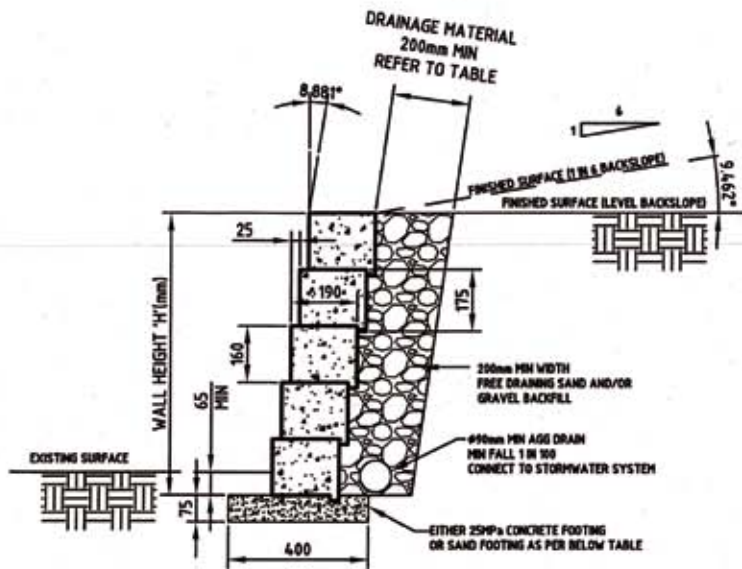 DRAINAGE MATERIAL
200mm MIN
REFER TO TABLE
8.881°
6
1
FINISHED SURFACE (1 IN 6 BACKSLOPE)
FINISHED SURFACE (LEVEL BACKSLOPE)
9.462°
25
190
175
160
WALL HEIGHT 'H'(mm)
65
MIN
200mm MIN WIDTH
FREE DRAINING SAND AND/OR
GRAVEL BACKFILL
ø90mm MIN AGG DRAIN
MIN FALL 1 IN 100
CONNECT TO STORMWATER SYSTEM
EXISTING SURFACE
75
400
EITHER 25MPa CONCRETE FOOTING
OR SAND FOOTING AS PER BELOW TABLE